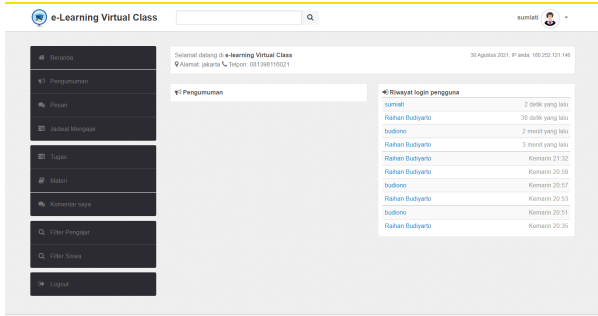 e-Learning Virtual Class
sumiati
Beranda
Pengumuman
Pesan
Jadwal Mengajar
Tugas
Materi
Komentar saya
Filter Pengajar
Filter Siswa
Logout
Selamat datang di e-learning Virtual Class
30 Agustus 2021, IP anda: 180.252.121.146
Alamat: jakarta Telpon: 081398116021
Pengumuman
Riwayat login pengguna
sumiati 2 detik yang lalu
Raihan Budiyarto 38 detik yang lalu
budiono 2 menit yang lalu
Raihan Budiyarto 3 menit yang lalu
Raihan Budiyarto Kemarin 21:32
Raihan Budiyarto Kemarin 20:59
budiono Kemarin 20:57
Raihan Budiyarto Kemarin 20:53
budiono Kemarin 20:51
Raihan Budiyarto Kemarin 20:35